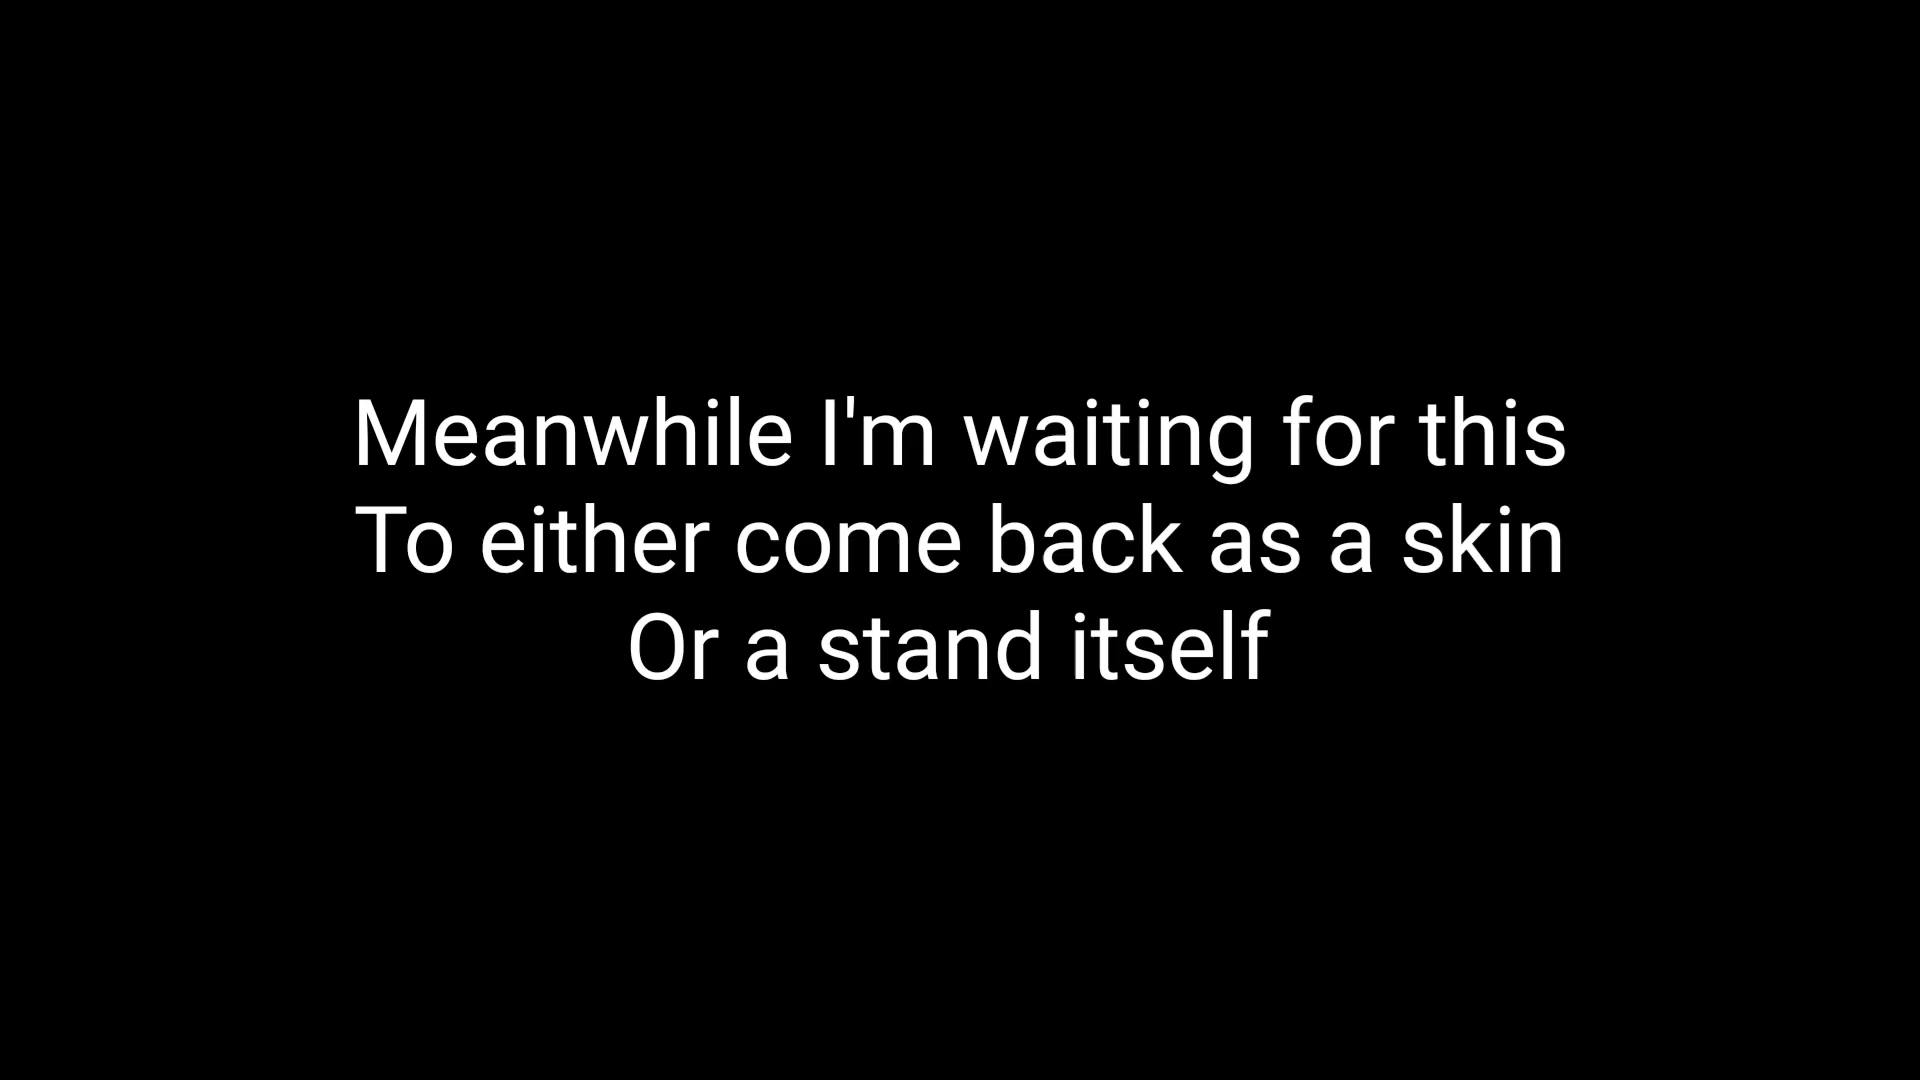 Meanwhile I'm waiting for this
To either come back as a skin
Or a stand itself